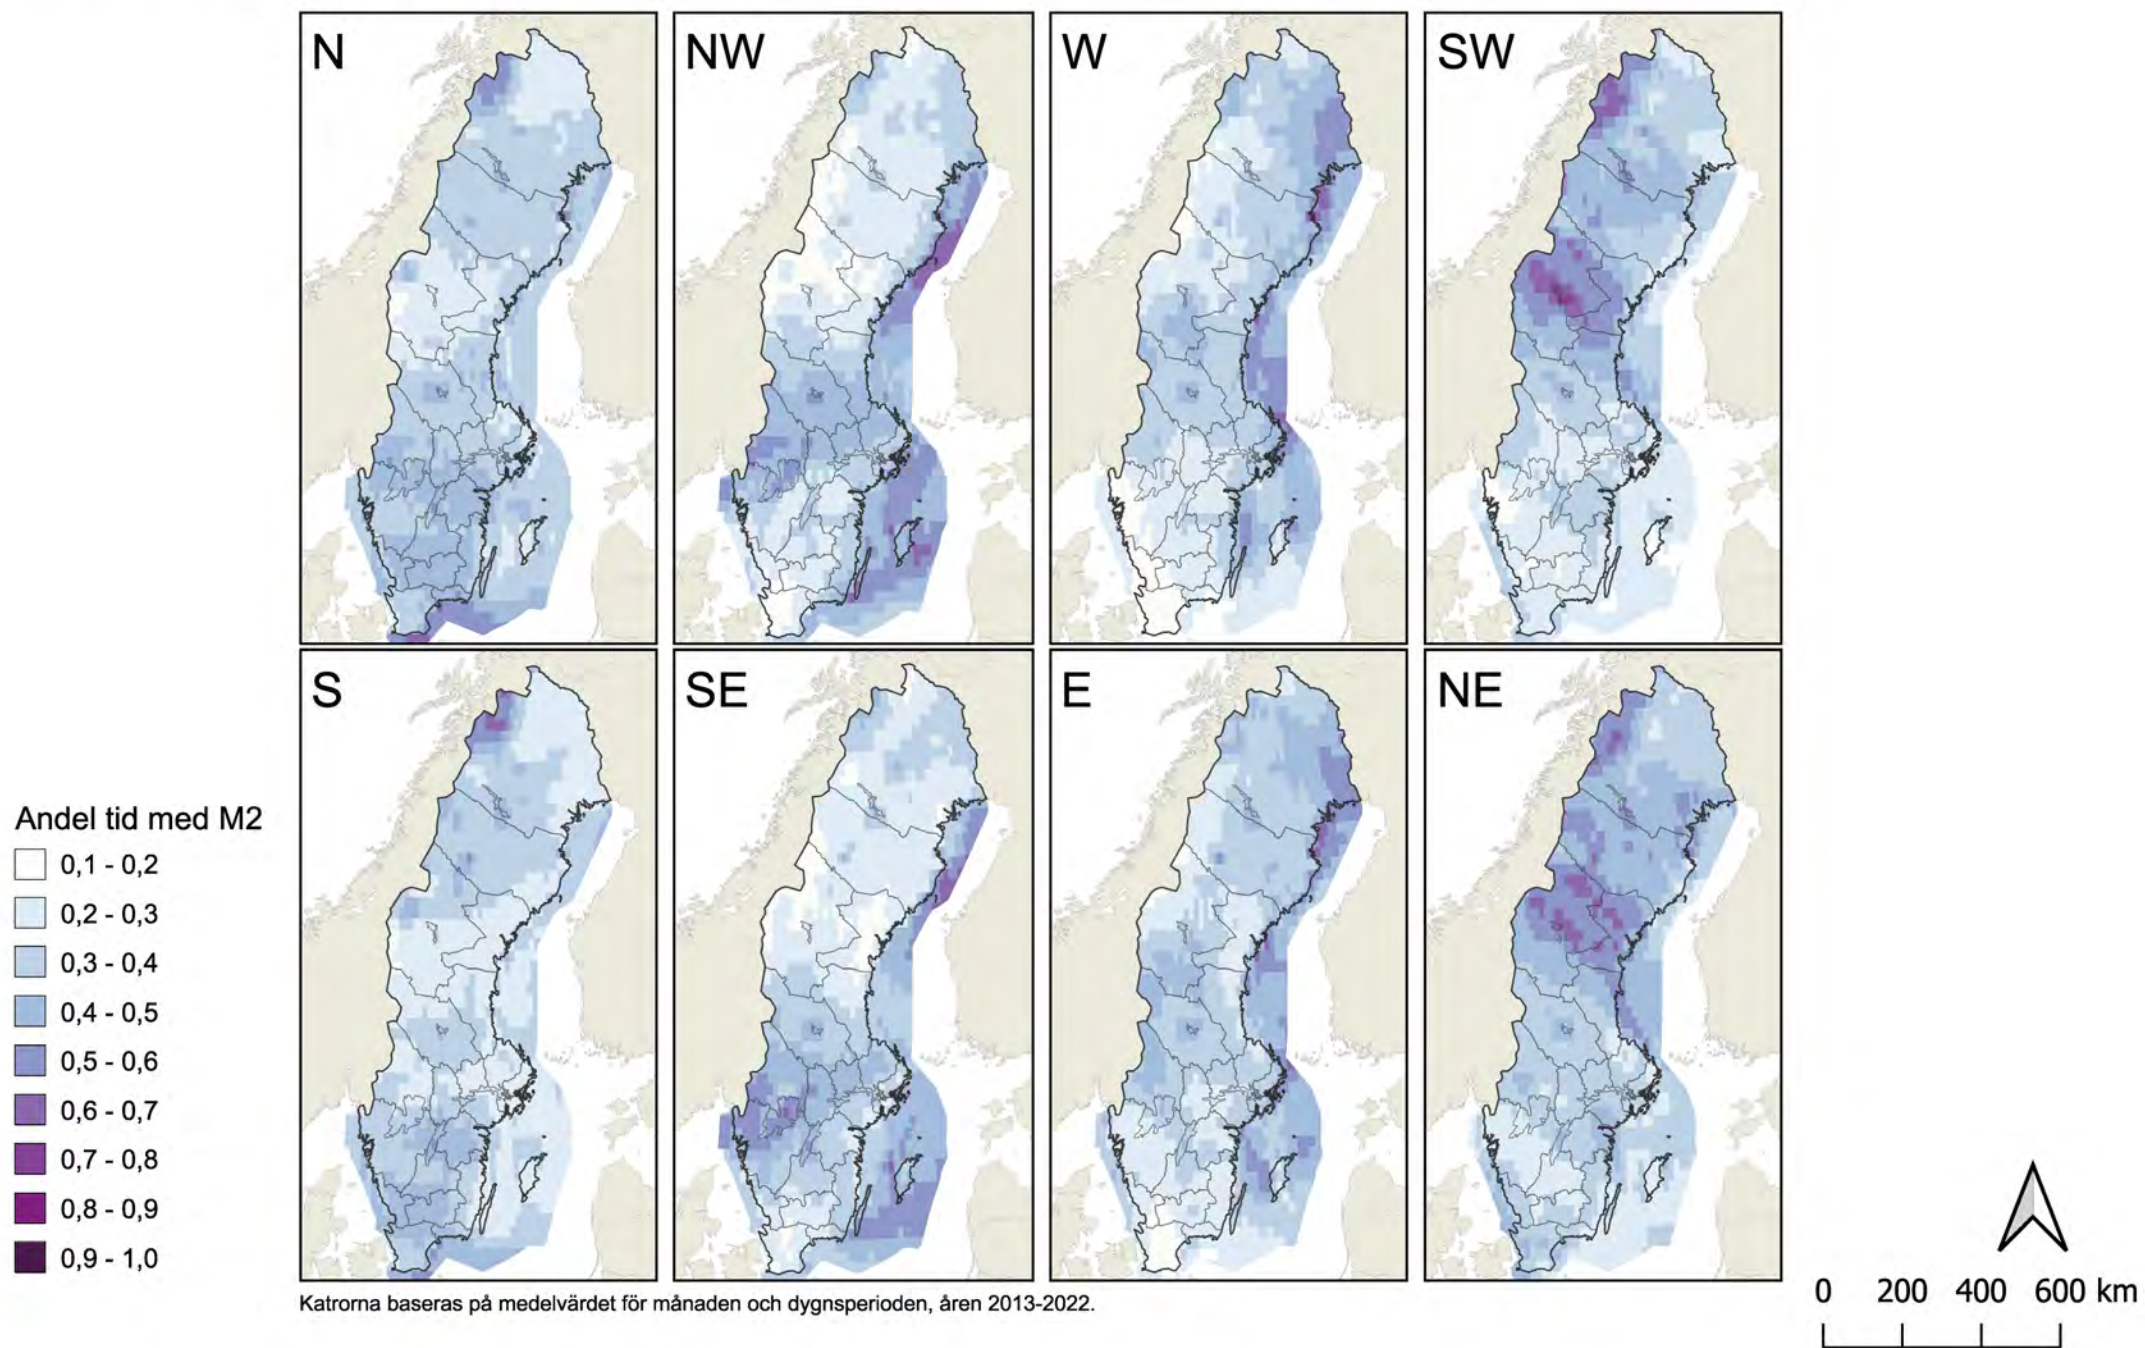 N
NW
W
SW
S
SE
E
NE
Andel tid med M2
0,1 - 0,2
0,2 - 0,3
0,3 - 0,4
0,4 - 0,5
0,5 - 0,6
0,6 - 0,7
0,7 - 0,8
0,8 - 0,9
0,9 - 1,0
Katrorna baseras på medelvärdet för månaden och dygnsperioden, åren 2013-2022.
0 200 400 600 km